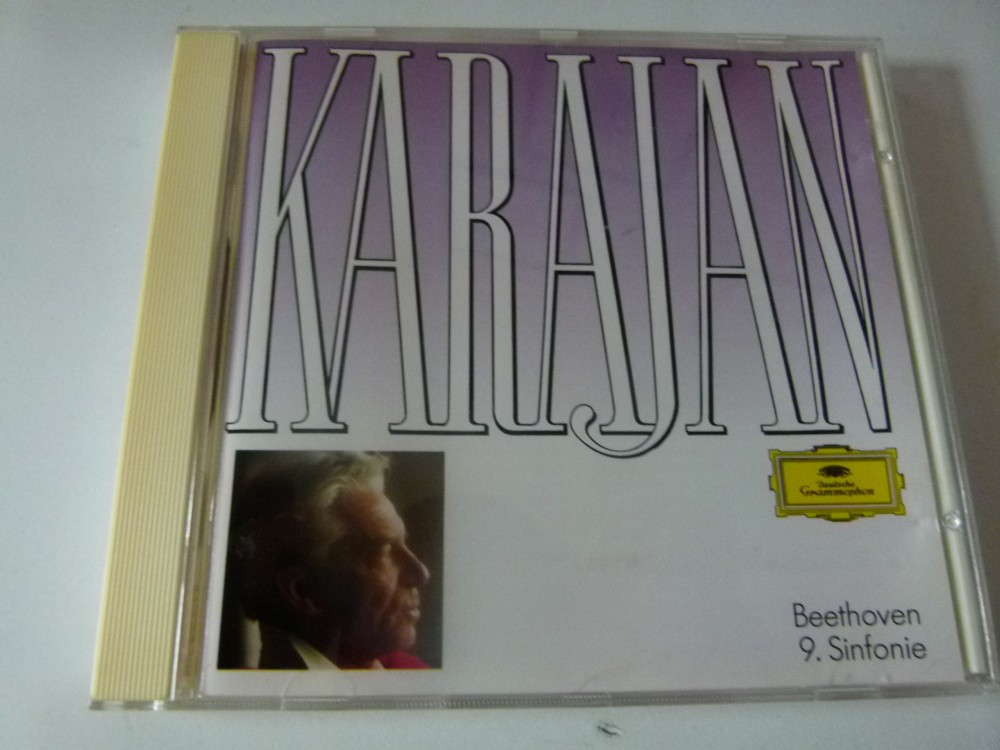 KARAJAN
Deutsche
Grammophon
Beethoven
9. Sinfonie